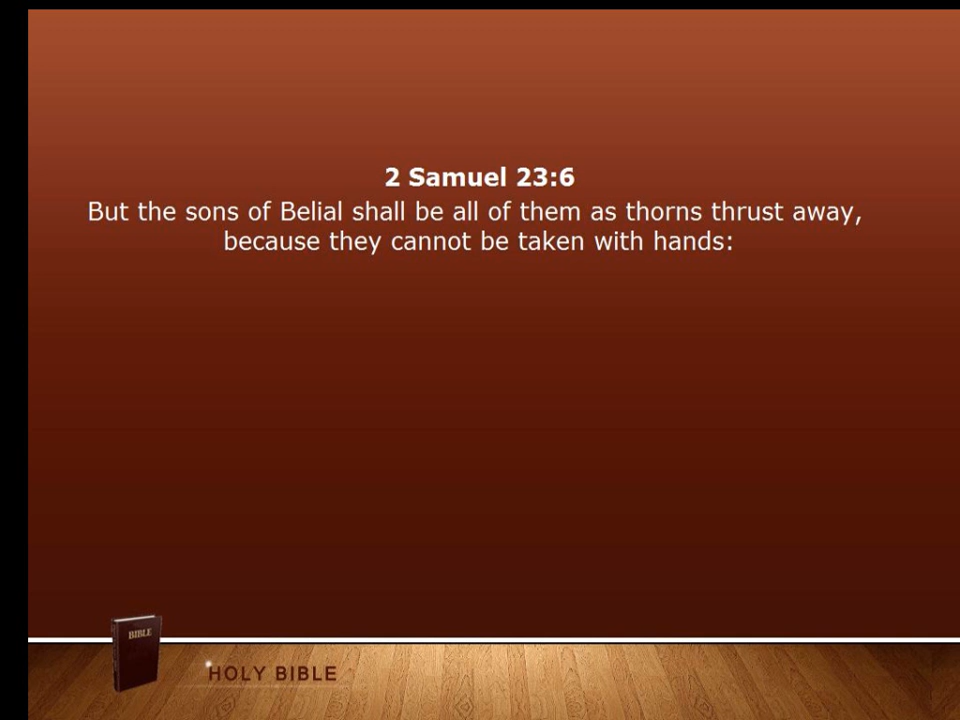 2 Samuel 23:6
But the sons of Belial shall be all of them as thorns thrust away,
because they cannot be taken with hands:
BIBLE
HOLY BIBLE